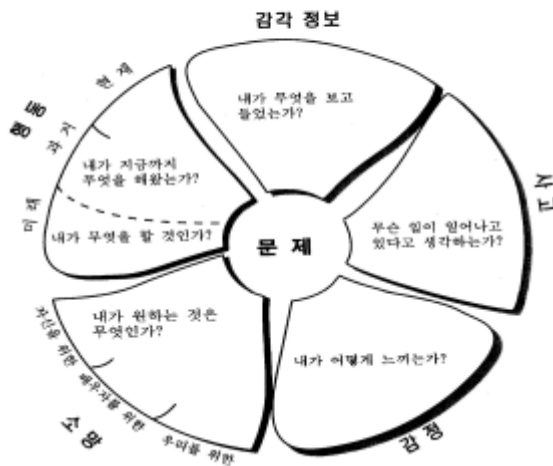 감각 정보
내가 무엇을 보고
들었는가?
사고
무슨 일이 일어나고
있다고 생각하는가?
감정
내가 어떻게 느끼는가?
소망
자신을 위한
배우자를 위한
우리를 위한
내가 원하는 것은
무엇인가?
행동
과거
현재
미래
내가 지금까지
무엇을 해왔는가?
내가 무엇을 할 것인가?
문 제